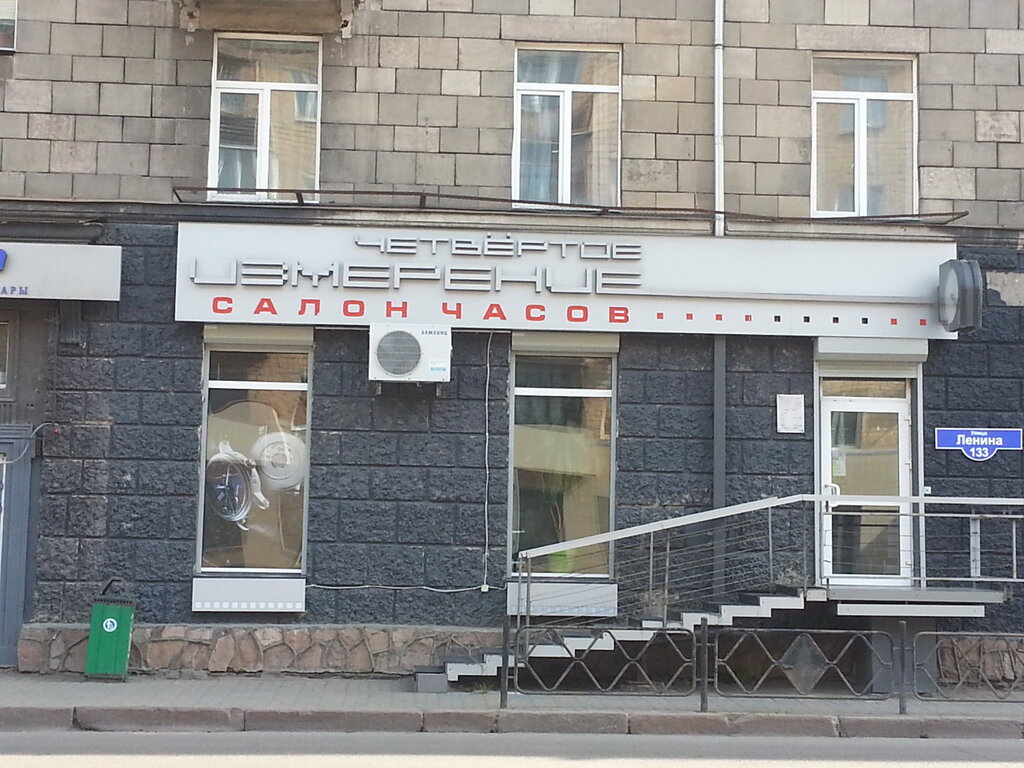 ЧЕТВЁРТОЕ
ИЗМЕРЕНИЕ
САЛОН ЧАСОВ
АРЫ
SAMSUNG
Улица
Ленина
133